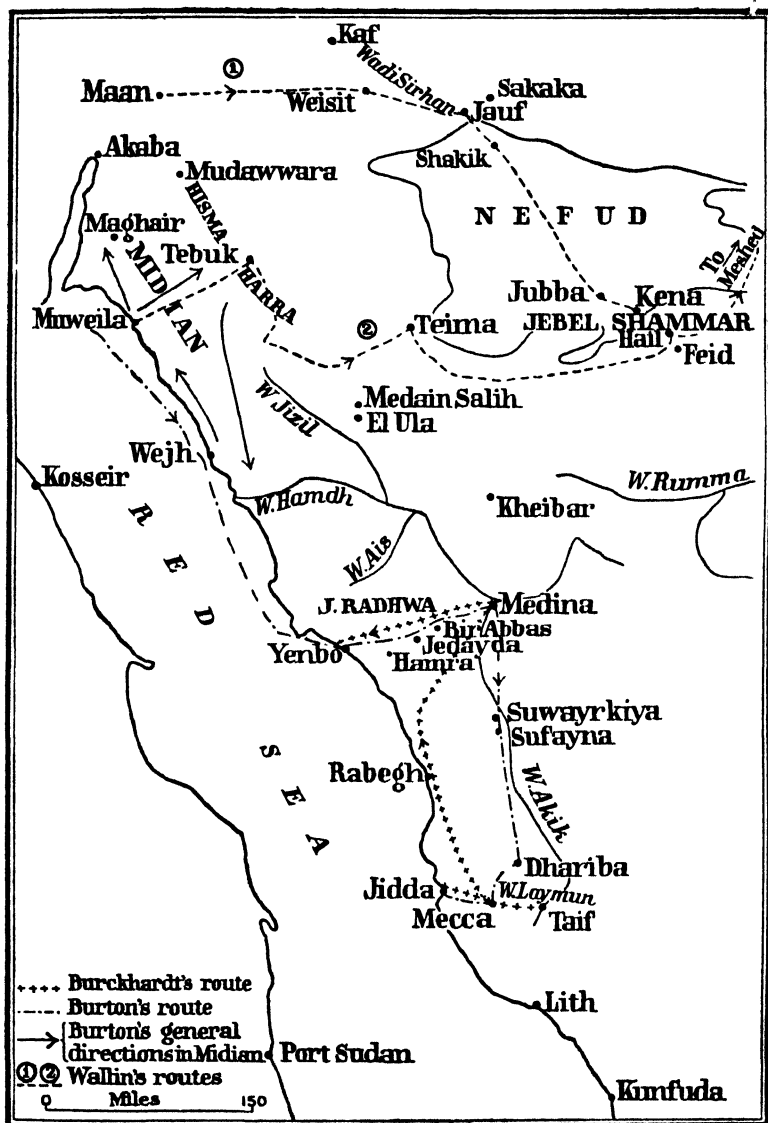 Kaf
①
Wadi Sirhan
Sakaka
Maan
Weisit
Jauf
Akaba
Shakik
Mudawwara
HISMA
NEFUD
Maghair
MIDIAN
Tebuk
HARRA
To Meshed
Jubba
Kena
Muweila
②
Teima
JEBEL SHAMMAR
Hail
Feid
W. Jizil
Medain Salih
El Ula
Wejh
Kosseir
W. Hamdh
W. Rumma
Kheibar
RED SEA
W. Ais
J. RADHWA
Medina
Bir Abbas
Jedayda
Yenbo
Hamra
Suwayrkiya
Sufayna
Rabegh
W. Akik
Dhariba
Jidda
W. Laymun
Mecca
Taif
Burckhardt's route
Burton's route
Burton's general
directions in Midian
①② Wallin's routes
0 Miles 150
Lith
Port Sudan
Kunfuda